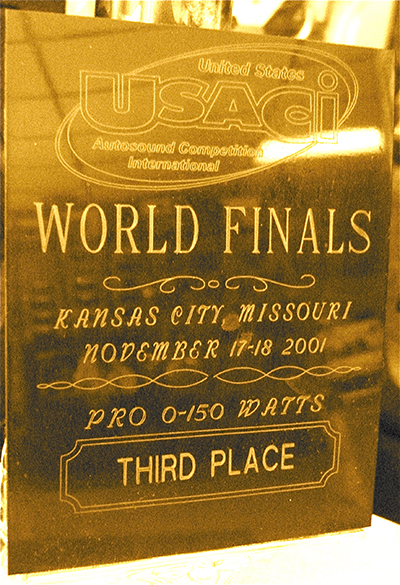 United States
USACi
Autosound Competition
International
WORLD FINALS
KANSAS CITY, MISSOURI
NOVEMBER 17-18 2001
PRO 0-150 WATTS
THIRD PLACE